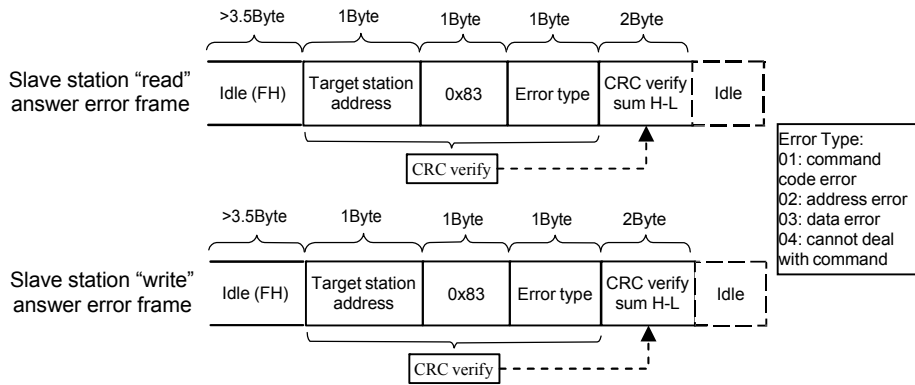 >3.5Byte 1Byte 1Byte 1Byte 2Byte
Slave station “read”
answer error frame
Idle (FH)
Target station
address
0x83
Error type
CRC verify
sum H-L
Idle
CRC verify
Error Type:
01: command
code error
02: address error
03: data error
04: cannot deal
with command
>3.5Byte 1Byte 1Byte 1Byte 2Byte
Slave station “write”
answer error frame
Idle (FH)
Target station
address
0x83
Error type
CRC verify
sum H-L
Idle
CRC verify